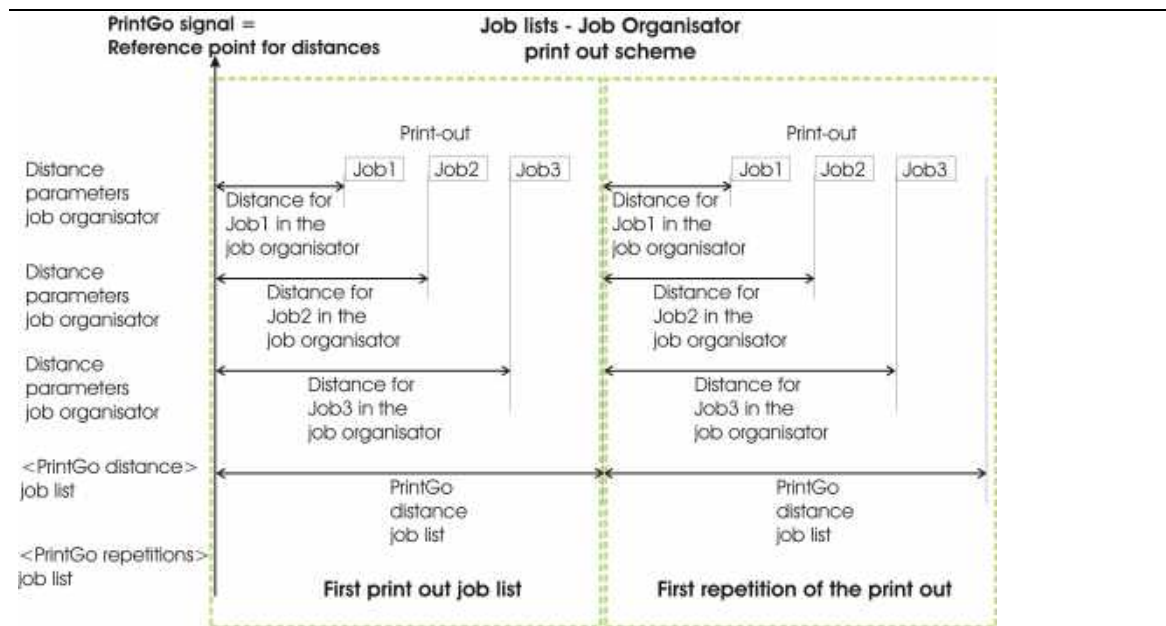 PrintGo signal =
Reference point for distances
Job lists - Job Organisator
print out scheme
Print-out
Print-out
Distance
parameters
job organisator
Job1
Job2
Job3
Job1
Job2
Job3
Distance for
Job1 in the
job organisator
Distance for
Job1 in the
job organisator
Distance
parameters
job organisator
Distance for
Job2 in the
job organisator
Distance for
Job2 in the
job organisator
Distance
parameters
job organisator
Distance for
Job3 in the
job organisator
Distance for
Job3 in the
job organisator
<PrintGo distance>
job list
PrintGo
distance
job list
PrintGo
distance
job list
<PrintGo repetitions>
job list
First print out job list
First repetition of the print out